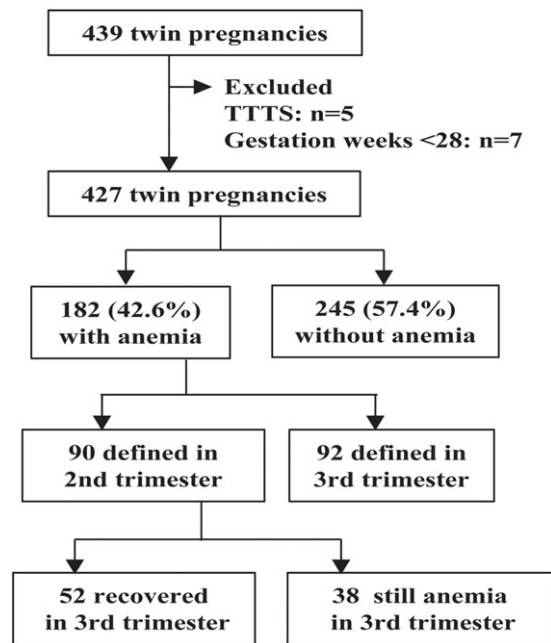 439 twin pregnancies
Excluded
TTTS: n=5
Gestation weeks <28: n=7
427 twin pregnancies
182 (42.6%)
with anemia
245 (57.4%)
without anemia
90 defined in
2nd trimester
92 defined in
3rd trimester
52 recovered
in 3rd trimester
38 still anemia
in 3rd trimester